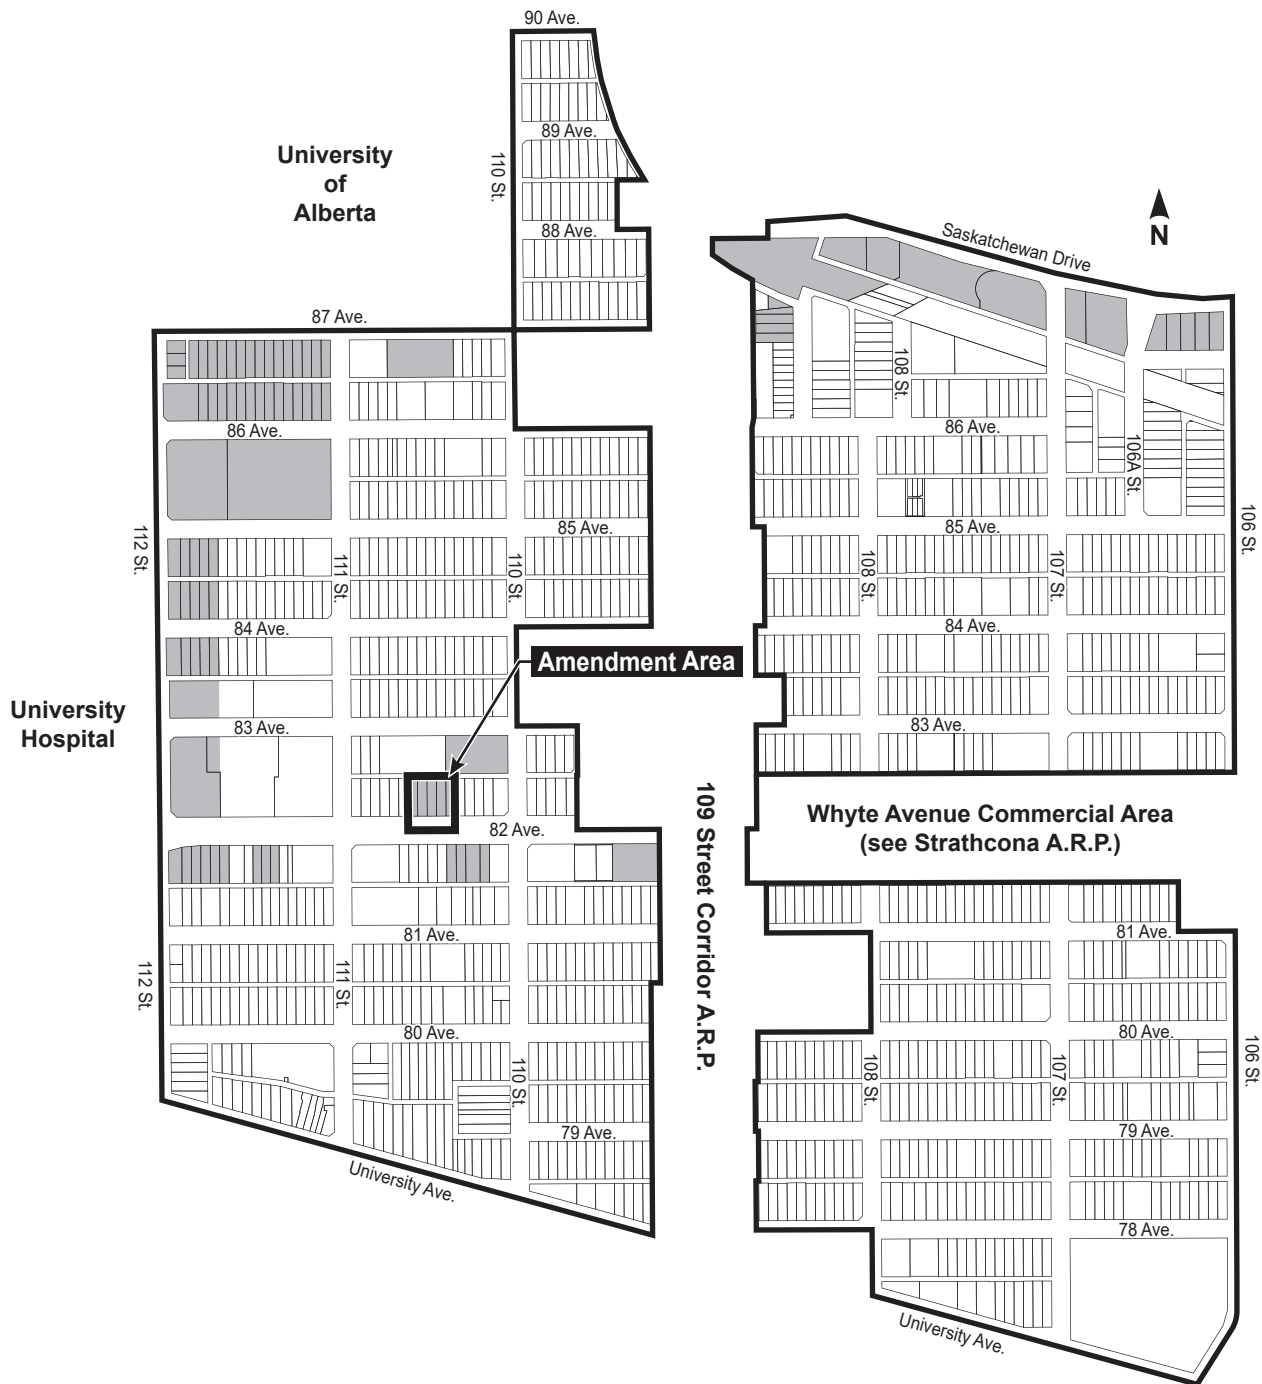 90 Ave.
89 Ave.
110 St.
University
of
Alberta
88 Ave.
N
Saskatchewan Drive
87 Ave.
108 St.
86 Ave.
86 Ave.
106A St.
112 St.
85 Ave.
85 Ave.
106 St.
111 St.
110 St.
108 St.
107 St.
84 Ave.
84 Ave.
Amendment Area
University
Hospital
83 Ave.
83 Ave.
109 Street Corridor A.R.P.
82 Ave.
Whyte Avenue Commercial Area
(see Strathcona A.R.P.)
81 Ave.
81 Ave.
112 St.
111 St.
80 Ave.
80 Ave.
110 St.
108 St.
107 St.
106 St.
79 Ave.
79 Ave.
University Ave.
78 Ave.
University Ave.